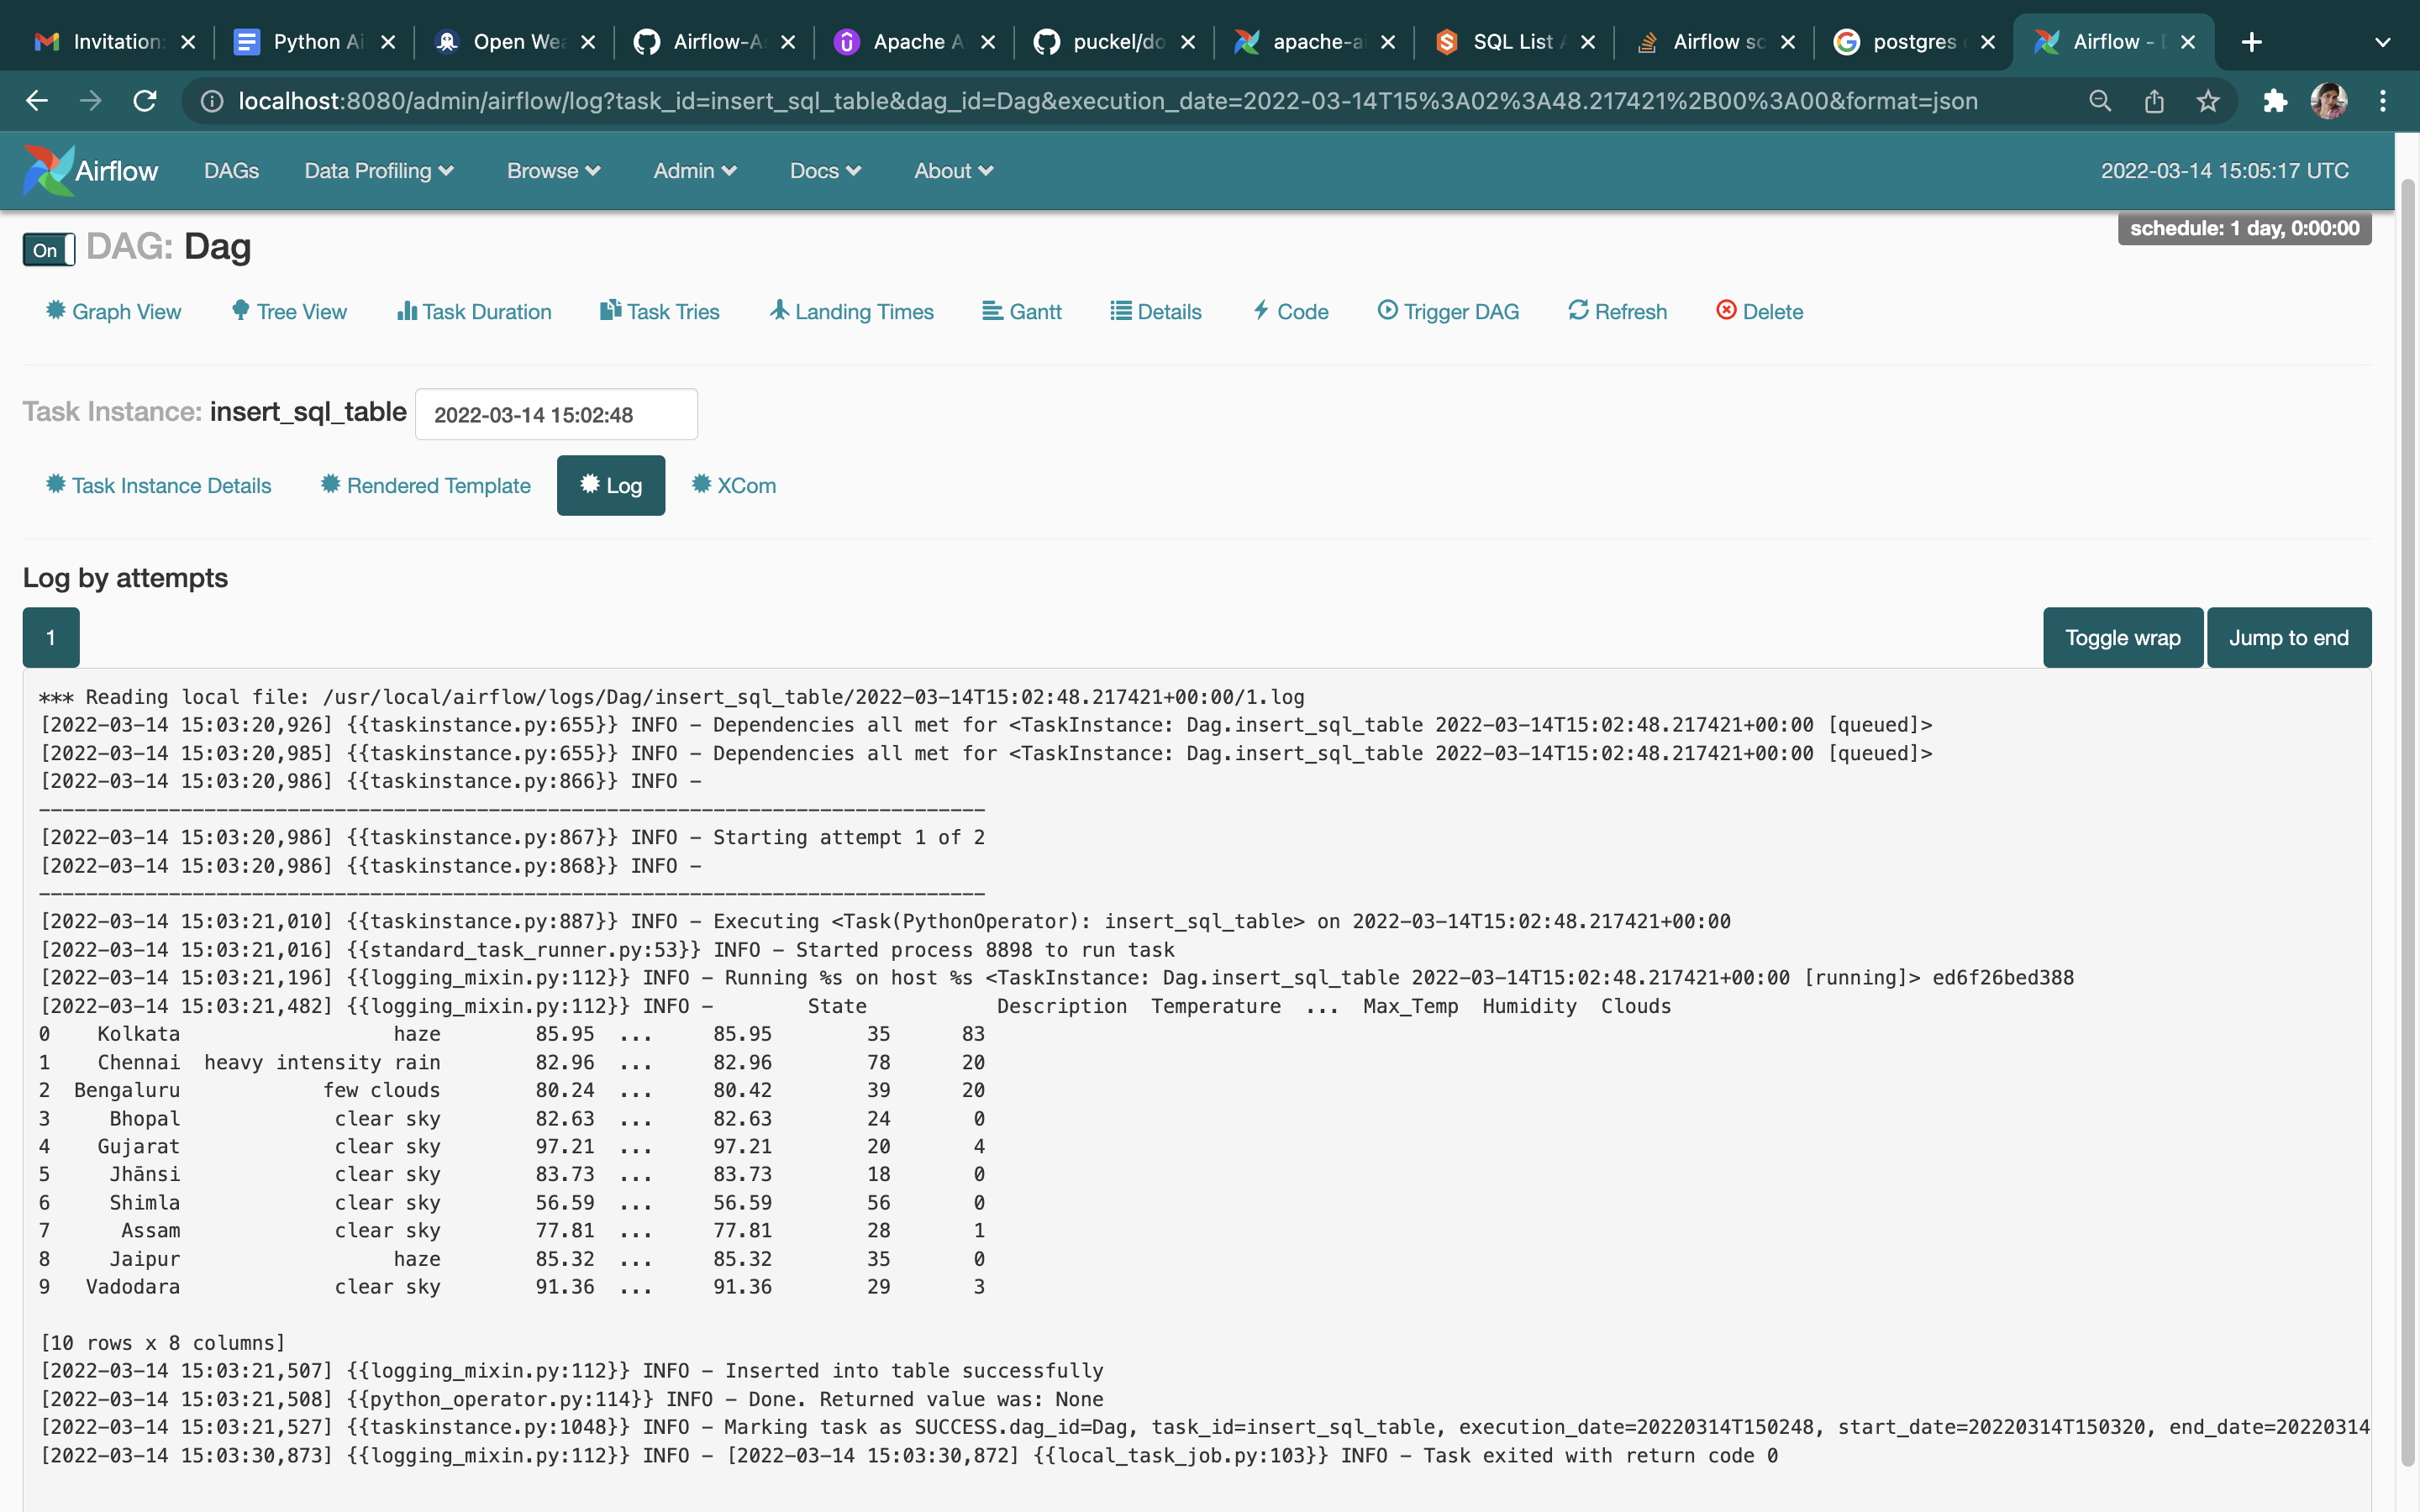 Invitation: Python Ai Open Wea Airflow-A Apache A puckel/do apache-ai SQL List Airflow sc postgres Airflow -
localhost:8080/admin/airflow/log?task_id=insert_sql_table&dag_id=Dag&execution_date=2022-03-14T15%3A02%3A48.217421%2B00%3A00&format=json
Airflow DAGs Data Profiling Browse Admin Docs About 2022-03-14 15:05:17 UTC
schedule: 1 day, 0:00:00
On DAG: Dag
Graph View Tree View Task Duration Task Tries Landing Times Gantt Details Code Trigger DAG Refresh Delete
Task Instance: insert_sql_table 2022-03-14 15:02:48
Task Instance Details Rendered Template Log XCom
Log by attempts
1 Toggle wrap Jump to end
*** Reading local file: /usr/local/airflow/logs/Dag/insert_sql_table/2022-03-14T15:02:48.217421+00:00/1.log
[2022-03-14 15:03:20,926] {{taskinstance.py:655}} INFO - Dependencies all met for <TaskInstance: Dag.insert_sql_table 2022-03-14T15:02:48.217421+00:00 [queued]>
[2022-03-14 15:03:20,985] {{taskinstance.py:655}} INFO - Dependencies all met for <TaskInstance: Dag.insert_sql_table 2022-03-14T15:02:48.217421+00:00 [queued]>
[2022-03-14 15:03:20,986] {{taskinstance.py:866}} INFO -
--------------------------------------------------------------------------------
[2022-03-14 15:03:20,986] {{taskinstance.py:867}} INFO - Starting attempt 1 of 2
[2022-03-14 15:03:20,986] {{taskinstance.py:868}} INFO -
--------------------------------------------------------------------------------
[2022-03-14 15:03:21,010] {{taskinstance.py:887}} INFO - Executing <Task(PythonOperator): insert_sql_table> on 2022-03-14T15:02:48.217421+00:00
[2022-03-14 15:03:21,016] {{standard_task_runner.py:53}} INFO - Started process 8898 to run task
[2022-03-14 15:03:21,196] {{logging_mixin.py:112}} INFO - Running %s on host %s <TaskInstance: Dag.insert_sql_table 2022-03-14T15:02:48.217421+00:00 [running]> ed6f26bed388
[2022-03-14 15:03:21,482] {{logging_mixin.py:112}} INFO - State Description Temperature ... Max_Temp Humidity Clouds
0 Kolkata haze 85.95 ... 85.95 35 83
1 Chennai heavy intensity rain 82.96 ... 82.96 78 20
2 Bengaluru few clouds 80.24 ... 80.42 39 20
3 Bhopal clear sky 82.63 ... 82.63 24 0
4 Gujarat clear sky 97.21 ... 97.21 20 4
5 Jhānsi clear sky 83.73 ... 83.73 18 0
6 Shimla clear sky 56.59 ... 56.59 56 0
7 Assam clear sky 77.81 ... 77.81 28 1
8 Jaipur haze 85.32 ... 85.32 35 0
9 Vadodara clear sky 91.36 ... 91.36 29 3
[10 rows x 8 columns]
[2022-03-14 15:03:21,507] {{logging_mixin.py:112}} INFO - Inserted into table successfully
[2022-03-14 15:03:21,508] {{python_operator.py:114}} INFO - Done. Returned value was: None
[2022-03-14 15:03:21,527] {{taskinstance.py:1048}} INFO - Marking task as SUCCESS.dag_id=Dag, task_id=insert_sql_table, execution_date=20220314T150248, start_date=20220314T150320, end_date=20220314
[2022-03-14 15:03:30,873] {{logging_mixin.py:112}} INFO - [2022-03-14 15:03:30,872] {{local_task_job.py:103}} INFO - Task exited with return code 0